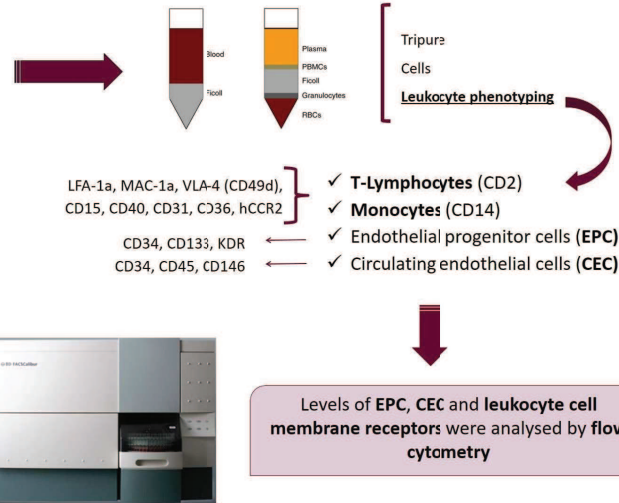 Blood
Ficoll
Plasma
PBMCs
Ficoll
Granulocytes
RBCs
Tripure
Cells
Leukocyte phenotyping
LFA-1a, MAC-1a, VLA-4 (CD49d),
CD15, CD40, CD31, CD36, hCCR2
✓ T-Lymphocytes (CD2)
✓ Monocytes (CD14)
CD34, CD133, KDR
✓ Endothelial progenitor cells (EPC)
CD34, CD45, CD146
✓ Circulating endothelial cells (CEC)
Levels of EPC, CEC and leukocyte cell
membrane receptors were analysed by flow
cytometry